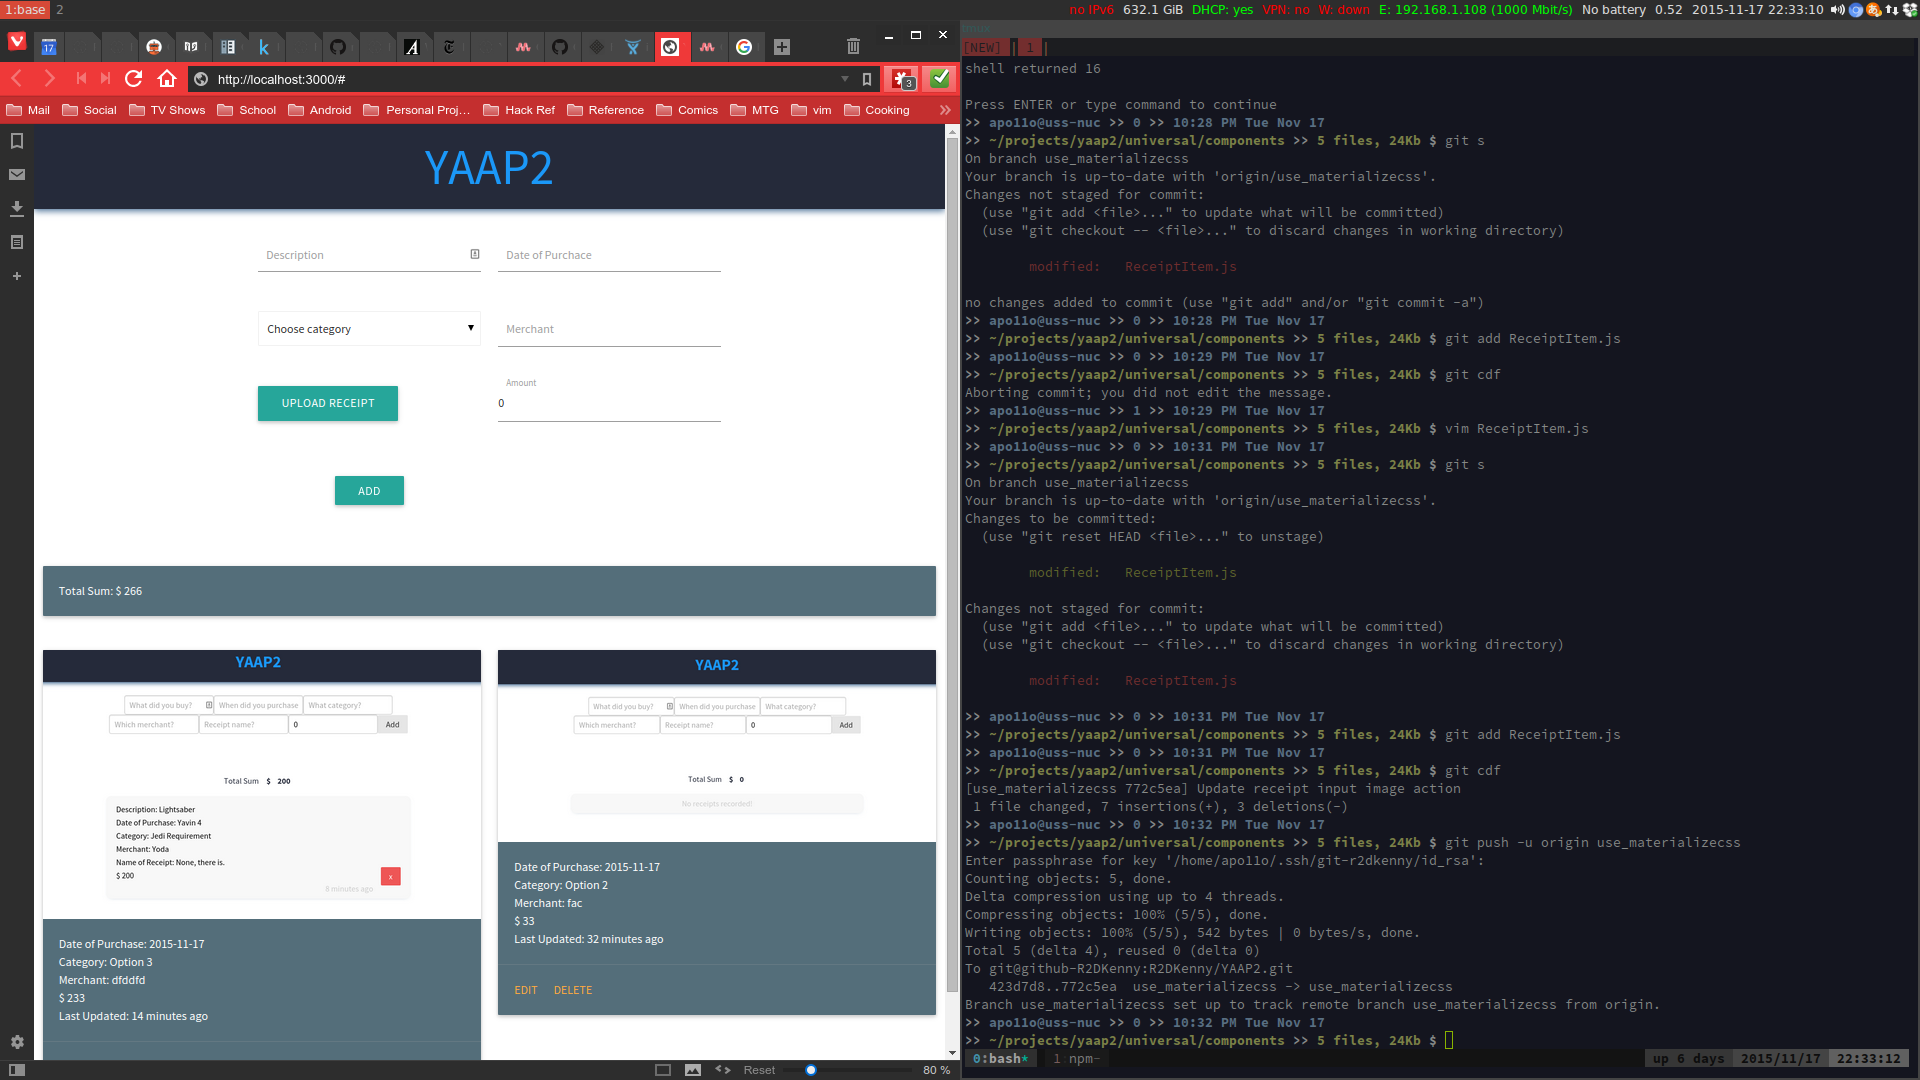 1:base 2
no IPv6 632.1 GiB DHCP: yes VPN: no W: down E: 192.168.1.108 (1000 Mbit/s) No battery 0.52 2015-11-17 22:33:10
http://localhost:3000/#
3
Mail Social TV Shows School Android Personal Proj... Hack Ref Reference Comics MTG vim Cooking
YAAP2
Description
Date of Purchace
Choose category
Merchant
UPLOAD RECEIPT
Amount
0
ADD
Total Sum: $ 266
YAAP2
What did you buy? When did you purchase What category?
Which merchant? Receipt name? 0 Add
Total Sum $ 200
Description: Lightsaber
Date of Purchase: Yavin 4
Category: Jedi Requirement
Merchant: Yoda
Name of Receipt: None, there is.
$ 200
x
8 minutes ago
Date of Purchase: 2015-11-17
Category: Option 3
Merchant: dfddfd
$ 233
Last Updated: 14 minutes ago
YAAP2
What did you buy? When did you purchase What category?
Which merchant? Receipt name? 0 Add
Total Sum $ 0
No receipts recorded!
Date of Purchase: 2015-11-17
Category: Option 2
Merchant: fac
$ 33
Last Updated: 32 minutes ago
EDIT DELETE
Reset 80 %
tmux
[NEW] | 1 |
shell returned 16
Press ENTER or type command to continue
>> apollo@uss-nuc >> 0 >> 10:28 PM Tue Nov 17
>> ~/projects/yaap2/universal/components >> 5 files, 24Kb $ git s
On branch use_materializecss
Your branch is up-to-date with 'origin/use_materializecss'.
Changes not staged for commit:
(use "git add <file>..." to update what will be committed)
(use "git checkout -- <file>..." to discard changes in working directory)
modified: ReceiptItem.js
no changes added to commit (use "git add" and/or "git commit -a")
>> apollo@uss-nuc >> 0 >> 10:28 PM Tue Nov 17
>> ~/projects/yaap2/universal/components >> 5 files, 24Kb $ git add ReceiptItem.js
>> apollo@uss-nuc >> 0 >> 10:29 PM Tue Nov 17
>> ~/projects/yaap2/universal/components >> 5 files, 24Kb $ git cdf
Aborting commit; you did not edit the message.
>> apollo@uss-nuc >> 1 >> 10:29 PM Tue Nov 17
>> ~/projects/yaap2/universal/components >> 5 files, 24Kb $ vim ReceiptItem.js
>> apollo@uss-nuc >> 0 >> 10:31 PM Tue Nov 17
>> ~/projects/yaap2/universal/components >> 5 files, 24Kb $ git s
On branch use_materializecss
Your branch is up-to-date with 'origin/use_materializecss'.
Changes to be committed:
(use "git reset HEAD <file>..." to unstage)
modified: ReceiptItem.js
Changes not staged for commit:
(use "git add <file>..." to update what will be committed)
(use "git checkout -- <file>..." to discard changes in working directory)
modified: ReceiptItem.js
>> apollo@uss-nuc >> 0 >> 10:31 PM Tue Nov 17
>> ~/projects/yaap2/universal/components >> 5 files, 24Kb $ git add ReceiptItem.js
>> apollo@uss-nuc >> 0 >> 10:31 PM Tue Nov 17
>> ~/projects/yaap2/universal/components >> 5 files, 24Kb $ git cdf
[use_materializecss 772c5ea] Update receipt input image action
1 file changed, 7 insertions(+), 3 deletions(-)
>> apollo@uss-nuc >> 0 >> 10:32 PM Tue Nov 17
>> ~/projects/yaap2/universal/components >> 5 files, 24Kb $ git push -u origin use_materializecss
Enter passphrase for key '/home/apollo/.ssh/git-r2dkenny/id_rsa':
Counting objects: 5, done.
Delta compression using up to 4 threads.
Compressing objects: 100% (5/5), done.
Writing objects: 100% (5/5), 542 bytes | 0 bytes/s, done.
Total 5 (delta 4), reused 0 (delta 0)
To git@github-R2DKenny:R2DKenny/YAAP2.git
423d7d8..772c5ea use_materializecss -> use_materializecss
Branch use_materializecss set up to track remote branch use_materializecss from origin.
>> apollo@uss-nuc >> 0 >> 10:32 PM Tue Nov 17
>> ~/projects/yaap2/universal/components >> 5 files, 24Kb $
0:bash* 1:npm- up 6 days 2015/11/17 22:33:12